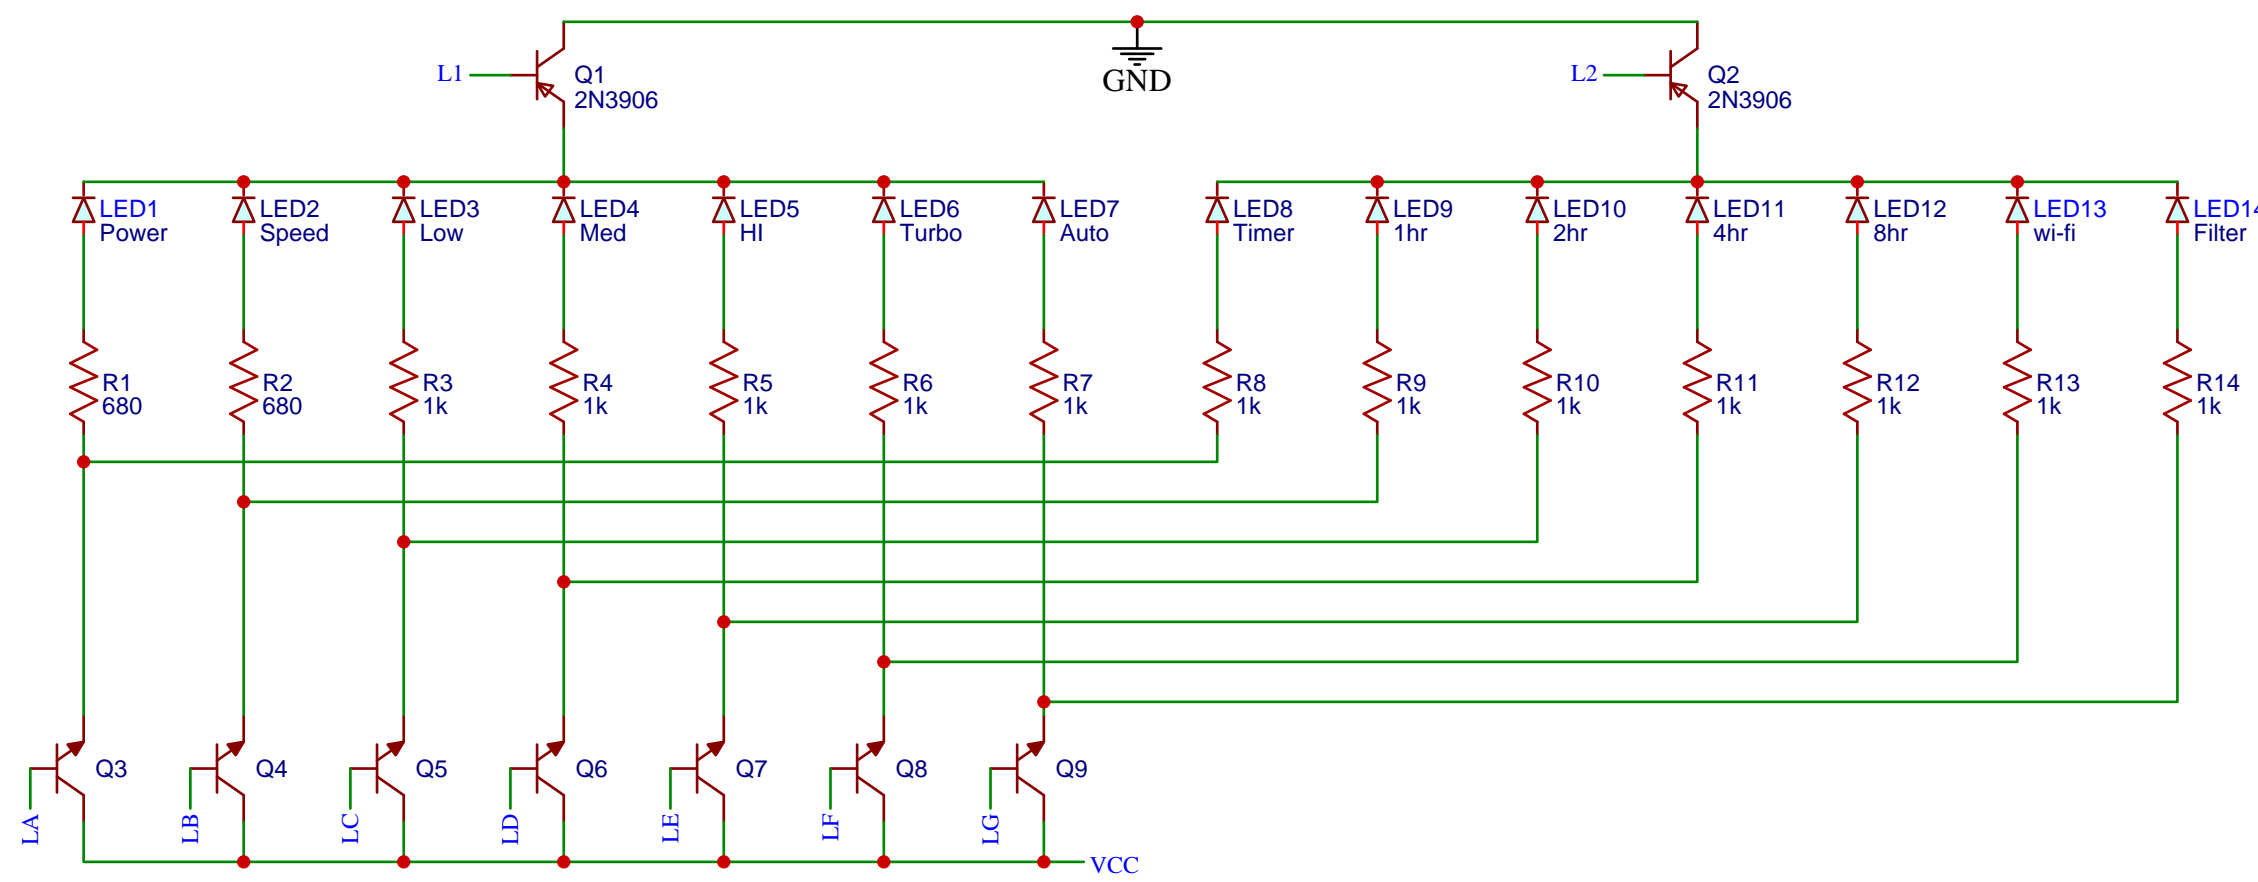 L1
Q1
2N3906
GND
L2
Q2
2N3906
LED1
Power
LED2
Speed
LED3
Low
LED4
Med
LED5
HI
LED6
Turbo
LED7
Auto
LED8
Timer
LED9
1hr
LED10
2hr
LED11
4hr
LED12
8hr
LED13
wi-fi
LED14
Filter
R1
680
R2
680
R3
1k
R4
1k
R5
1k
R6
1k
R7
1k
R8
1k
R9
1k
R10
1k
R11
1k
R12
1k
R13
1k
R14
1k
Q3
Q4
Q5
Q6
Q7
Q8
Q9
LA
LB
LC
LD
LE
LF
LG
VCC